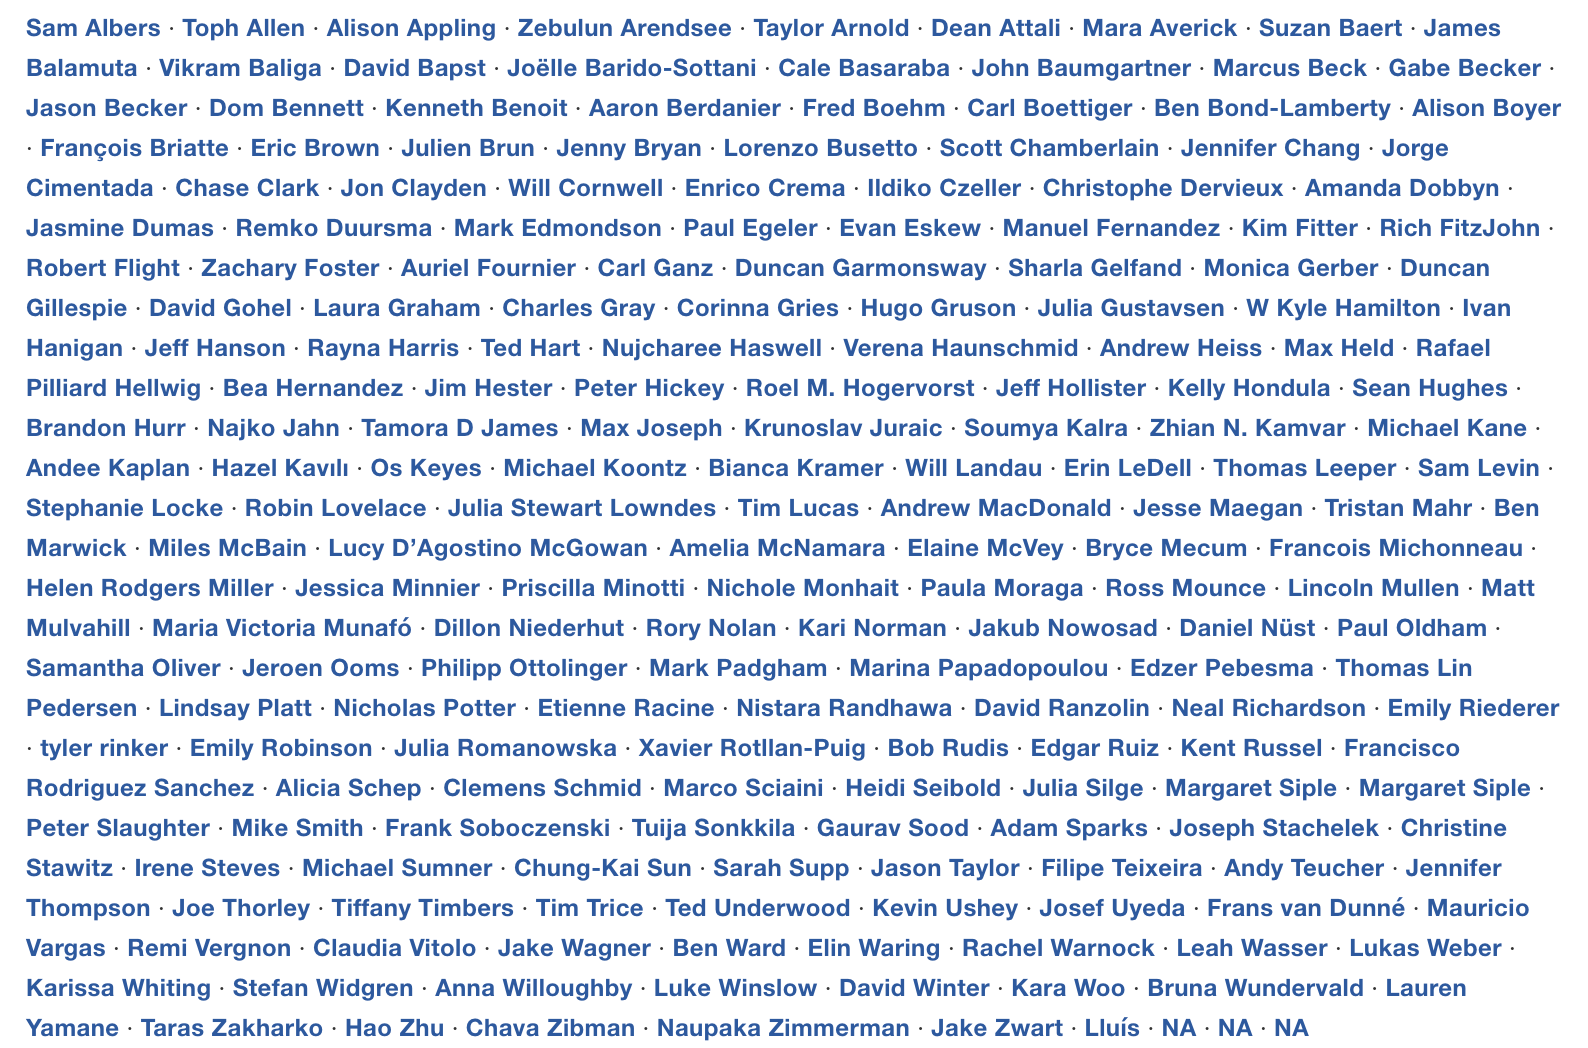 Sam Albers · Toph Allen · Alison Appling · Zebulun Arendsee · Taylor Arnold · Dean Attali · Mara Averick · Suzan Baert · James
Balamuta · Vikram Baliga · David Bapst · Joëlle Barido-Sottani · Cale Basaraba · John Baumgartner · Marcus Beck · Gabe Becker ·
Jason Becker · Dom Bennett · Kenneth Benoit · Aaron Berdanier · Fred Boehm · Carl Boettiger · Ben Bond-Lamberty · Alison Boyer
· François Briatte · Eric Brown · Julien Brun · Jenny Bryan · Lorenzo Busetto · Scott Chamberlain · Jennifer Chang · Jorge
Cimentada · Chase Clark · Jon Clayden · Will Cornwell · Enrico Crema · Ildiko Czeller · Christophe Dervieux · Amanda Dobbyn ·
Jasmine Dumas · Remko Duursma · Mark Edmondson · Paul Egeler · Evan Eskew · Manuel Fernandez · Kim Fitter · Rich FitzJohn ·
Robert Flight · Zachary Foster · Auriel Fournier · Carl Ganz · Duncan Garmonsway · Sharla Gelfand · Monica Gerber · Duncan
Gillespie · David Gohel · Laura Graham · Charles Gray · Corinna Gries · Hugo Gruson · Julia Gustavsen · W Kyle Hamilton · Ivan
Hanigan · Jeff Hanson · Rayna Harris · Ted Hart · Nujcharee Haswell · Verena Haunschmid · Andrew Heiss · Max Held · Rafael
Pilliard Hellwig · Bea Hernandez · Jim Hester · Peter Hickey · Roel M. Hogervorst · Jeff Hollister · Kelly Hondula · Sean Hughes ·
Brandon Hurr · Najko Jahn · Tamora D James · Max Joseph · Krunoslav Juraic · Soumya Kalra · Zhian N. Kamvar · Michael Kane ·
Andee Kaplan · Hazel Kavılı · Os Keyes · Michael Koontz · Bianca Kramer · Will Landau · Erin LeDell · Thomas Leeper · Sam Levin ·
Stephanie Locke · Robin Lovelace · Julia Stewart Lowndes · Tim Lucas · Andrew MacDonald · Jesse Maegan · Tristan Mahr · Ben
Marwick · Miles McBain · Lucy D’Agostino McGowan · Amelia McNamara · Elaine McVey · Bryce Mecum · Francois Michonneau ·
Helen Rodgers Miller · Jessica Minnier · Priscilla Minotti · Nichole Monhait · Paula Moraga · Ross Mounce · Lincoln Mullen · Matt
Mulvahill · Maria Victoria Munafó · Dillon Niederhut · Rory Nolan · Kari Norman · Jakub Nowosad · Daniel Nüst · Paul Oldham ·
Samantha Oliver · Jeroen Ooms · Philipp Ottolinger · Mark Padgham · Marina Papadopoulou · Edzer Pebesma · Thomas Lin
Pedersen · Lindsay Platt · Nicholas Potter · Etienne Racine · Nistara Randhawa · David Ranzolin · Neal Richardson · Emily Riederer
· tyler rinker · Emily Robinson · Julia Romanowska · Xavier Rotllan-Puig · Bob Rudis · Edgar Ruiz · Kent Russel · Francisco
Rodriguez Sanchez · Alicia Schep · Clemens Schmid · Marco Sciaini · Heidi Seibold · Julia Silge · Margaret Siple · Margaret Siple ·
Peter Slaughter · Mike Smith · Frank Soboczenski · Tuija Sonkkila · Gaurav Sood · Adam Sparks · Joseph Stachelek · Christine
Stawitz · Irene Steves · Michael Sumner · Chung-Kai Sun · Sarah Supp · Jason Taylor · Filipe Teixeira · Andy Teucher · Jennifer
Thompson · Joe Thorley · Tiffany Timbers · Tim Trice · Ted Underwood · Kevin Ushey · Josef Uyeda · Frans van Dunné · Mauricio
Vargas · Remi Vergnon · Claudia Vitolo · Jake Wagner · Ben Ward · Elin Waring · Rachel Warnock · Leah Wasser · Lukas Weber ·
Karissa Whiting · Stefan Widgren · Anna Willoughby · Luke Winslow · David Winter · Kara Woo · Bruna Wundervald · Lauren
Yamane · Taras Zakharko · Hao Zhu · Chava Zibman · Naupaka Zimmerman · Jake Zwart · Lluís · NA · NA · NA